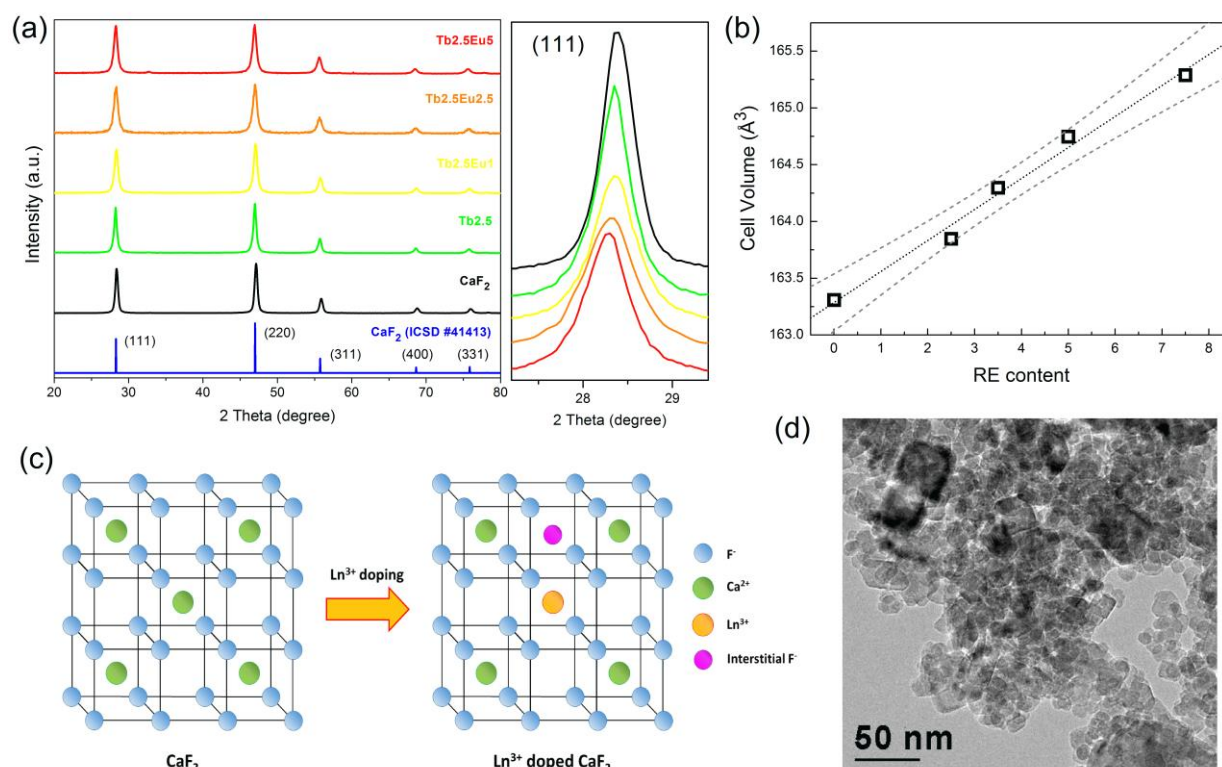 (a)
Tb2.5Eu5
Tb2.5Eu2.5
Tb2.5Eu1
Tb2.5
CaF2
CaF2 (ICSD #41413)
(111)
(220)
(311)
(400)
(331)
Intensity (a.u.)
20 30 40 50 60 70 80
2 Theta (degree)
(111)
28 29
2 Theta (degree)
(b)
165.5
165.0
164.5
164.0
163.5
163.0
Cell Volume (Å3)
0 1 2 3 4 5 6 7 8
RE content
(c)
Ln3+ doping
F-
Ca2+
Ln3+
Interstitial F-
CaF2
Ln3+ doped CaF2
(d)
50 nm